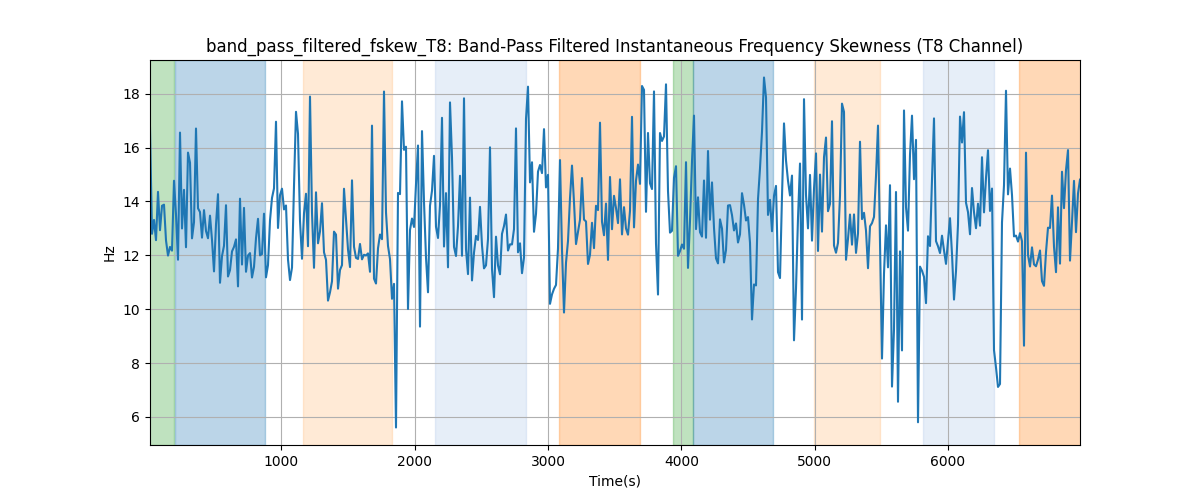 band_pass_filtered_fskew_T8: Band-Pass Filtered Instantaneous Frequency Skewness (T8 Channel)
18
16
14
12
10
8
6
Hz
1000 2000 3000 4000 5000 6000
Time(s)